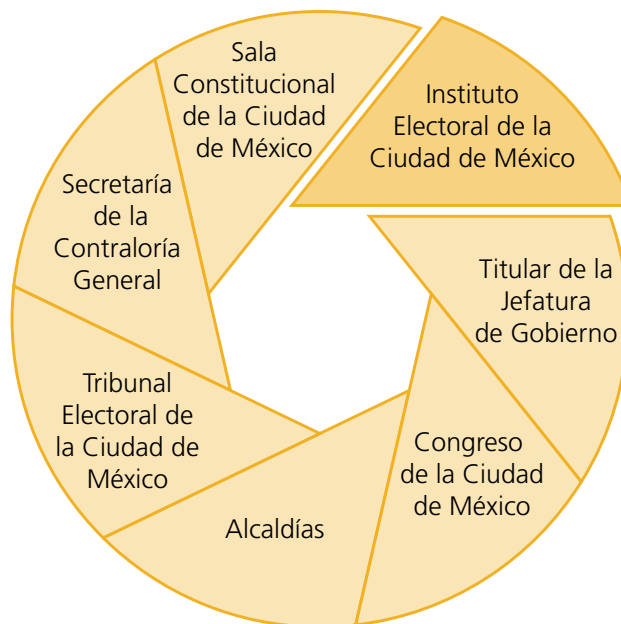 Sala
Constitucional
de la Ciudad
de México
Instituto
Electoral de la
Ciudad de México
Titular de la
Jefatura
de Gobierno
Congreso
de la Ciudad
de México
Alcaldías
Tribunal
Electoral de
la Ciudad de
México
Secretaría
de la
Contraloría
General